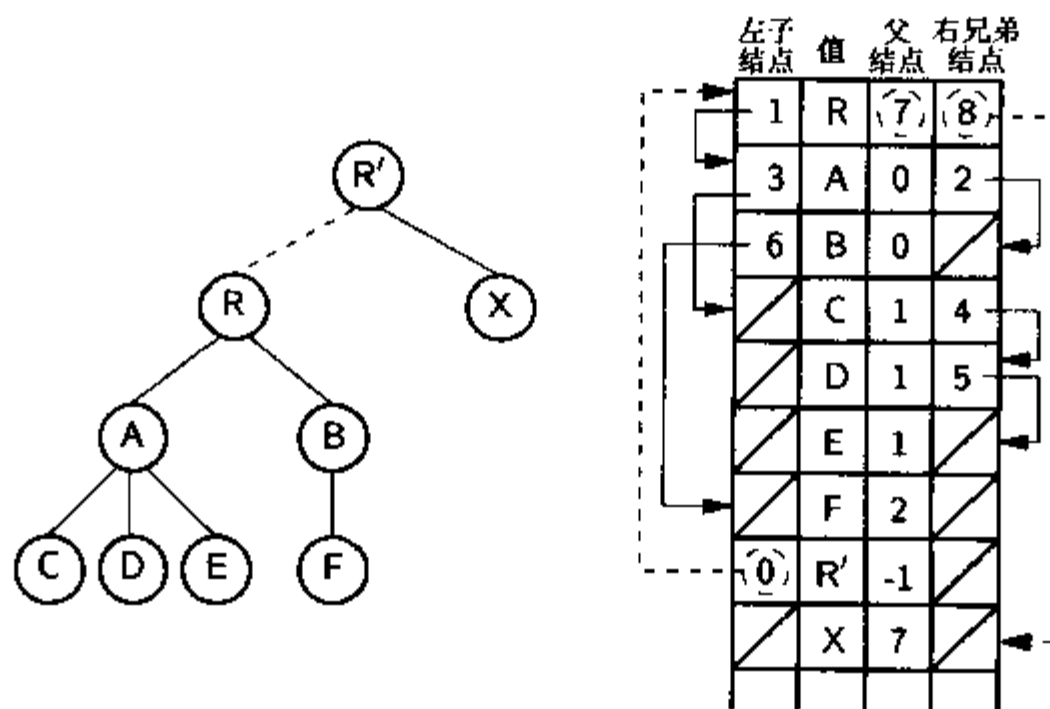 R′
R X
A B
C D E F
左子 父 右兄弟
结点 值 结点 结点
1 R 7 8
3 A 0 2
6 B 0
C 1 4
D 1 5
E 1
F 2
0 R′ -1
X 7